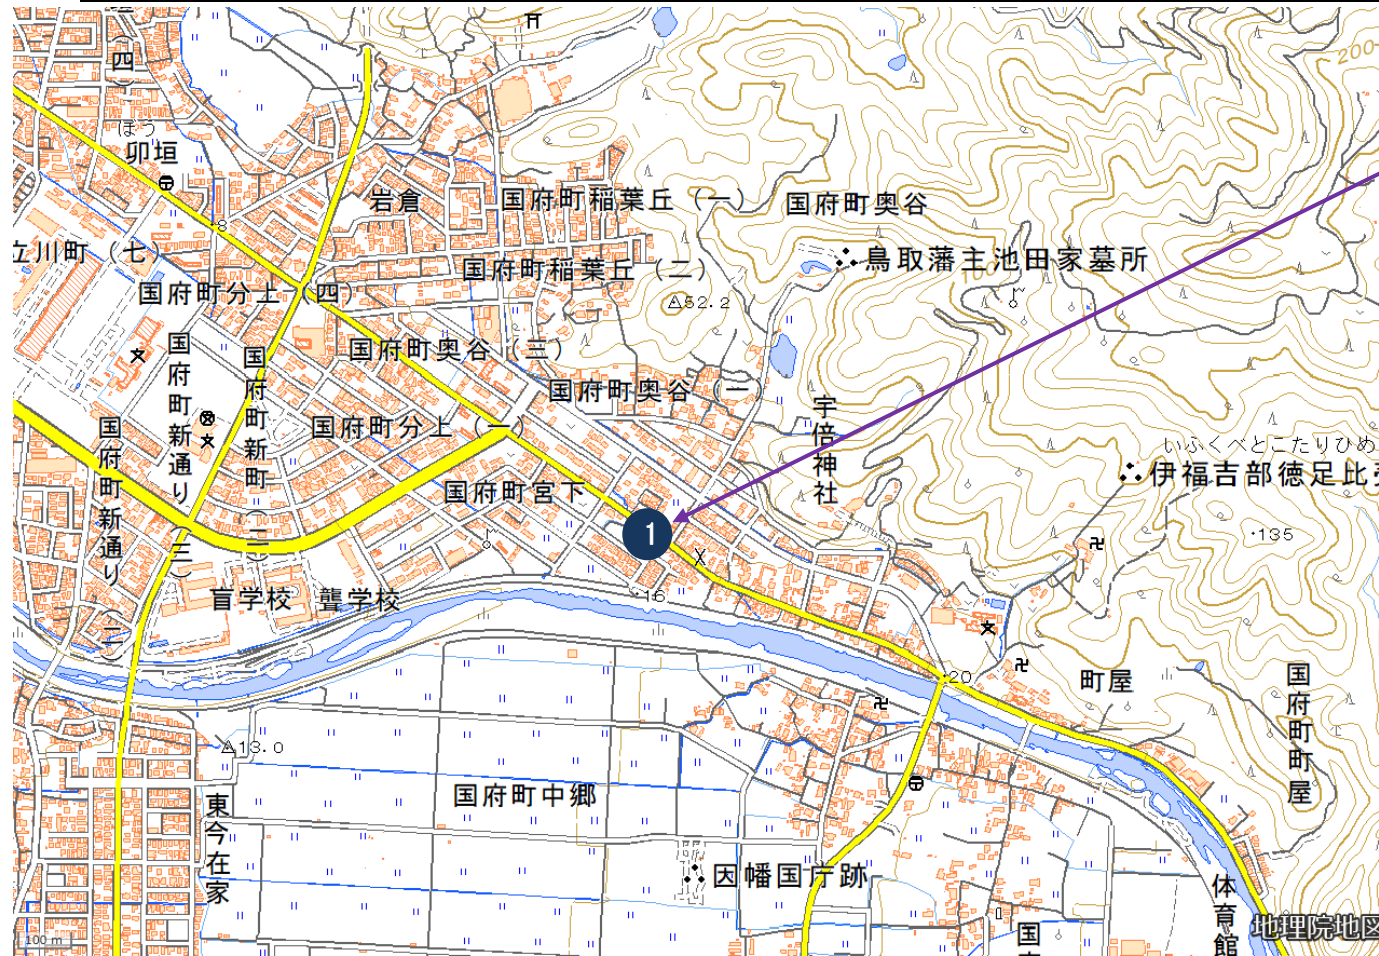 (四)
200
ほう
卯垣
岩倉
国府町稲葉丘(一)
国府町奥谷
8
立川町(七)
国府町稲葉丘(二)
鳥取藩主池田家墓所
国府町分上
四
52.2
国府町新通り
国府町新町
国府町奥谷(三)
国府町奥谷(一)
宇倍神社
国府町新通り
国府町分上(一)
いふくべとこたりひめ
伊福吉部徳足比
国府町宮下
1
135
(二)
(三)
(二)
盲学校
聾学校
16
20
町屋
国府町町屋
13.0
国府町中郷
東今在家
因幡国庁跡
体育館
国
地理院地図
100 m